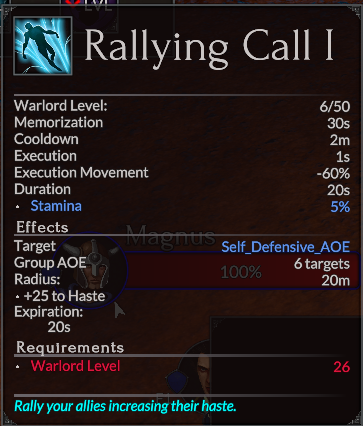 LVL
Rallying Call I
Warlord Level: 6/50
Memorization 30s
Cooldown 2m
Execution 1s
Execution Movement -60%
Duration 20s
• Stamina 5%
Effects
Target Self_Defensive_AOE
Magnus
Group AOE 6 targets
100%
Radius: 20m
• +25 to Haste
Expiration:
20s
Requirements
• Warlord Level 26
Rally your allies increasing their haste.